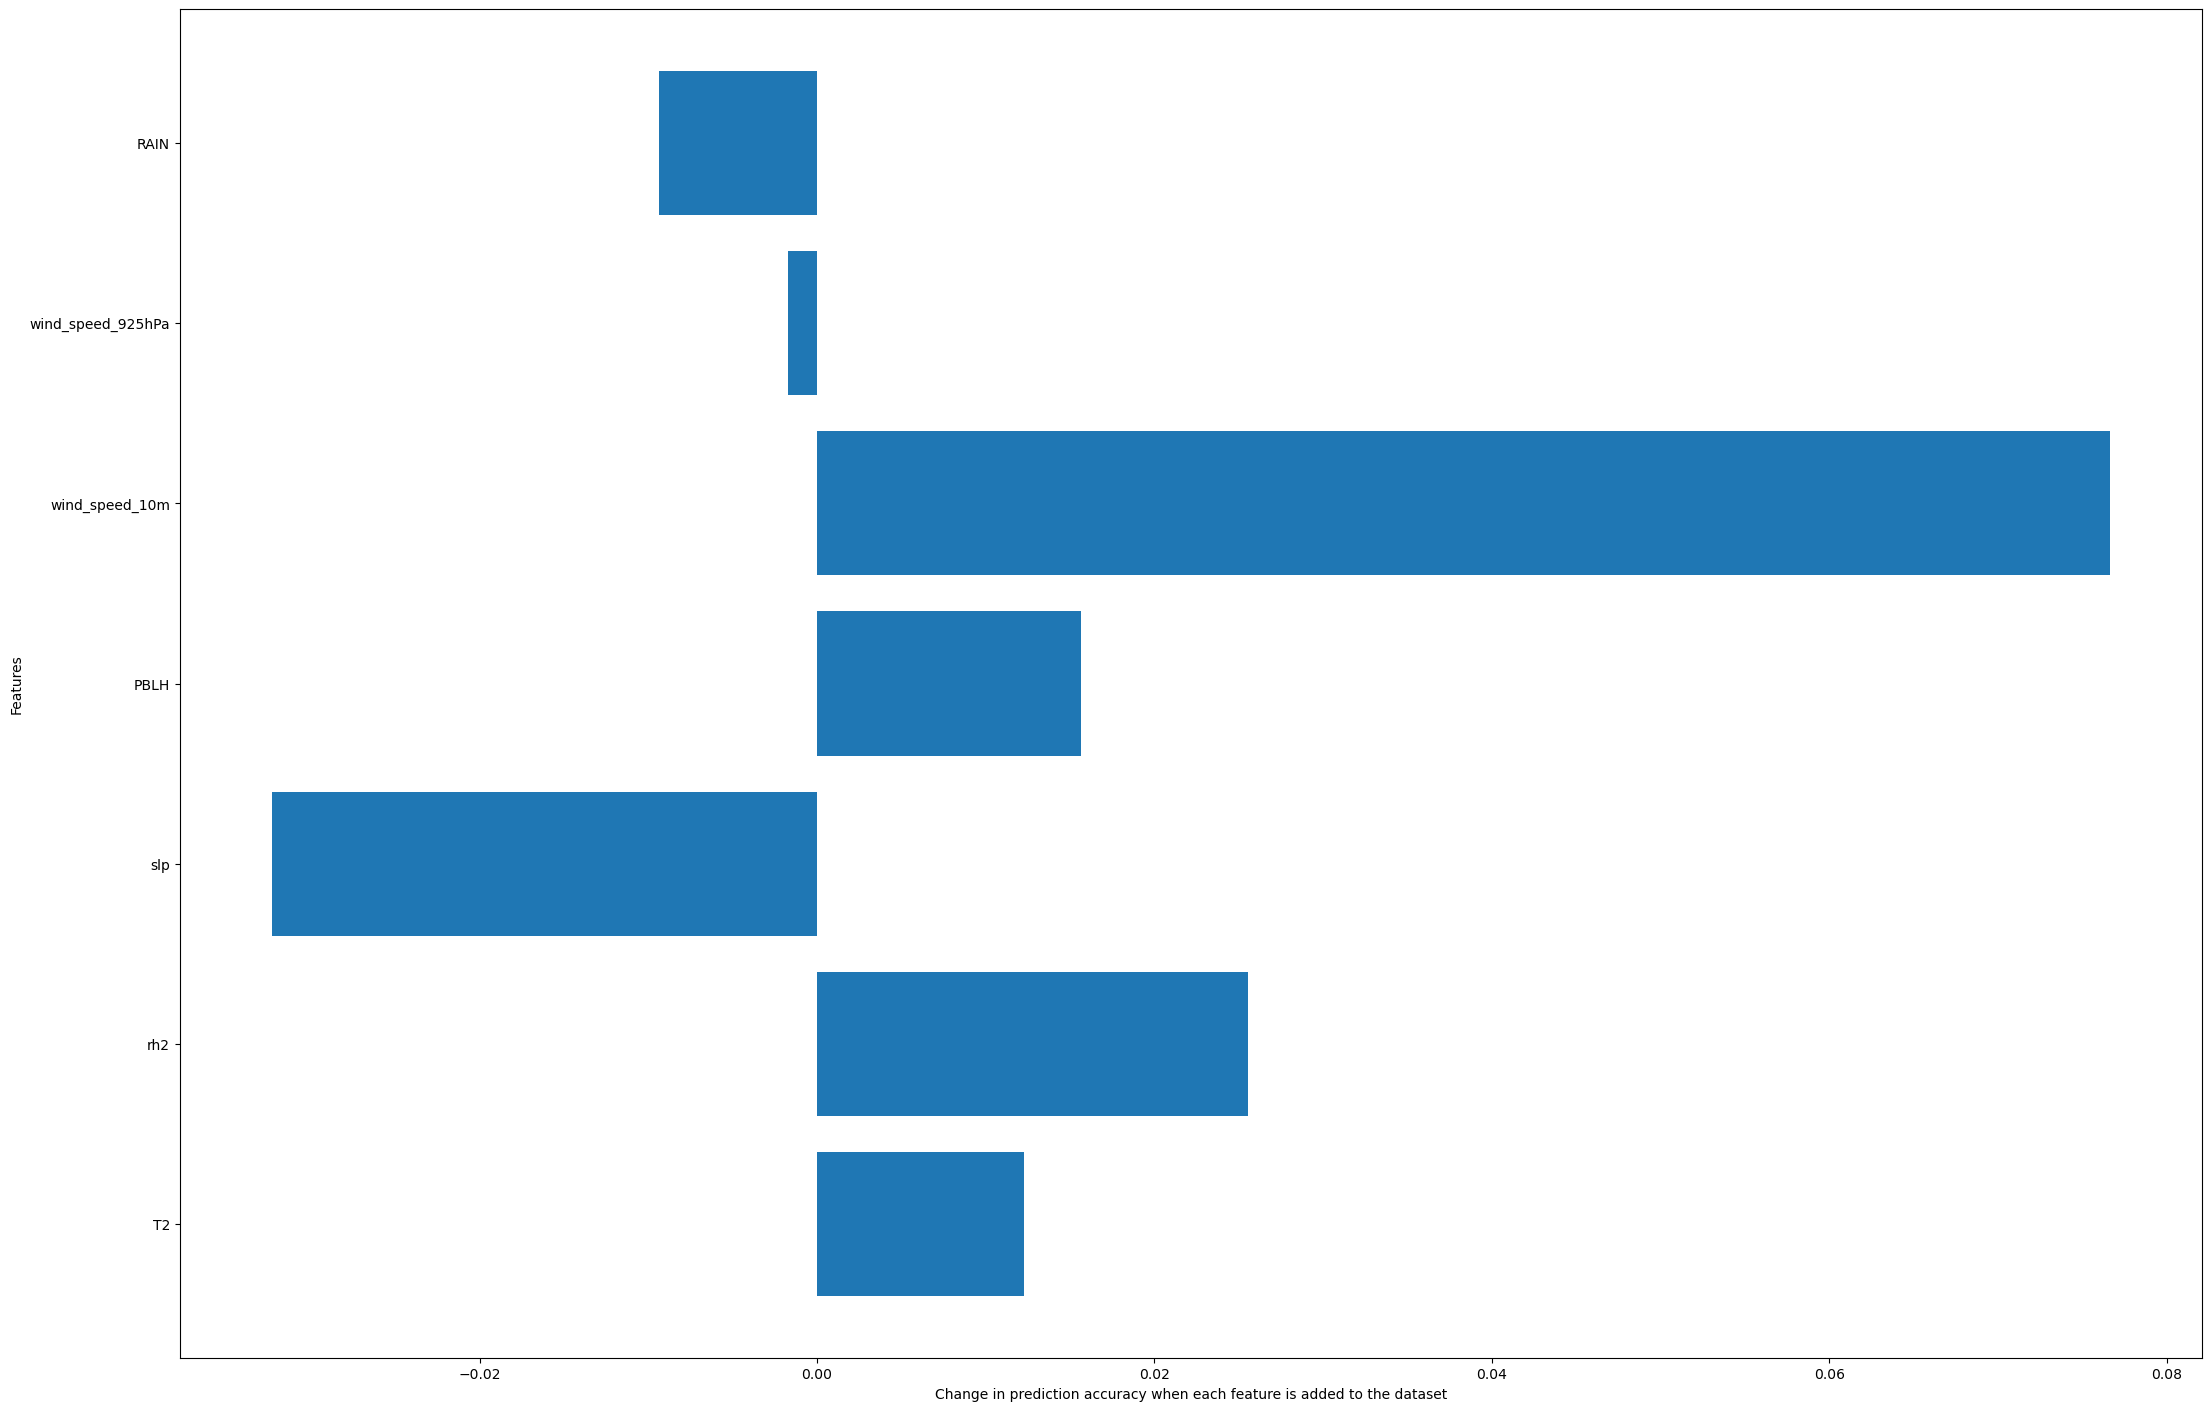 Features
RAIN
wind_speed_925hPa
wind_speed_10m
PBLH
slp
rh2
T2
−0.02
0.00
0.02
0.04
0.06
0.08
Change in prediction accuracy when each feature is added to the dataset